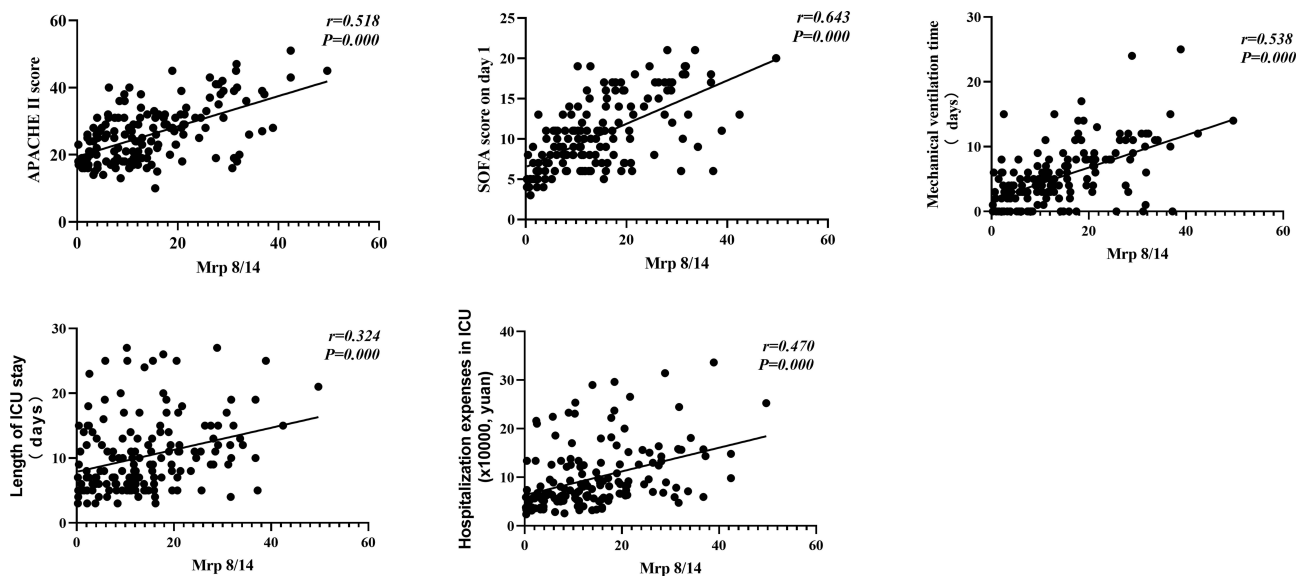 r=0.518
P=0.000
60
40
20
0
APACHE II score
0 20 40 60
Mrp 8/14
r=0.643
P=0.000
25
20
15
10
5
0
SOFA score on day 1
0 20 40 60
Mrp 8/14
r=0.538
P=0.000
30
20
10
0
Mechanical ventilation time
( days)
0 20 40 60
Mrp 8/14
r=0.324
P=0.000
30
20
10
0
Length of ICU stay
( days)
0 20 40 60
Mrp 8/14
r=0.470
P=0.000
40
30
20
10
0
Hospitalization expenses in ICU
(x10000, yuan)
0 20 40 60
Mrp 8/14